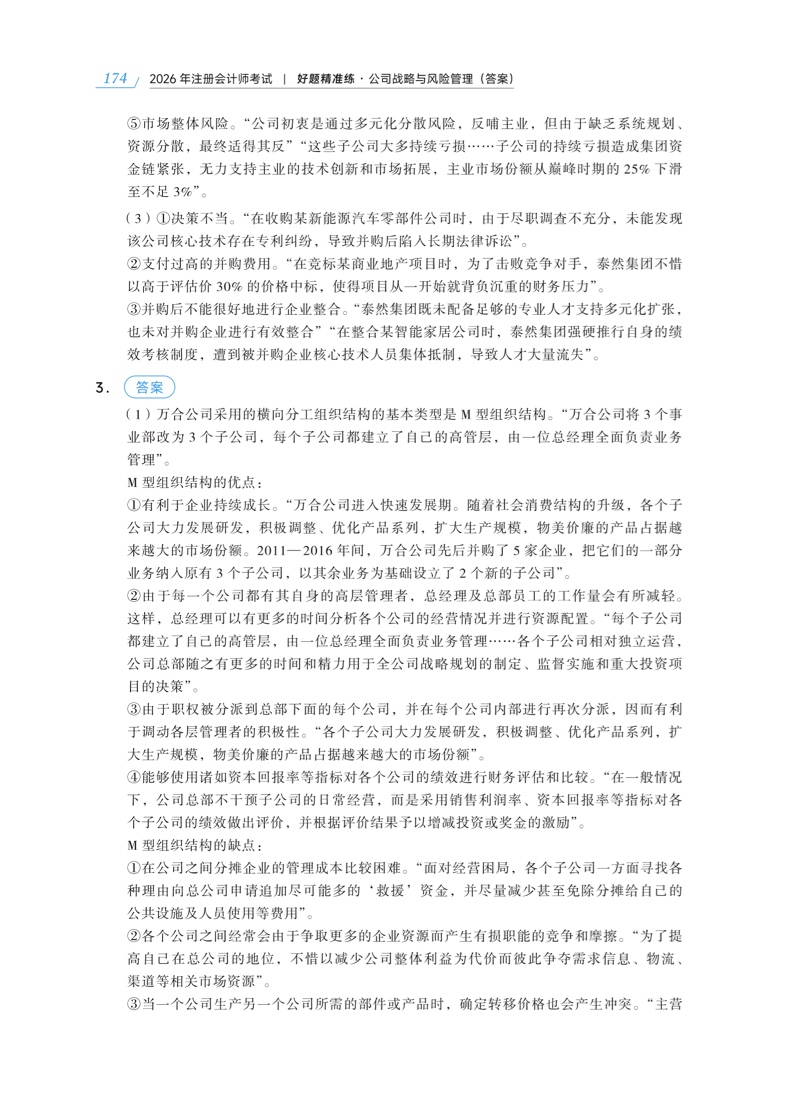 174 2026 年注册会计师考试 | 好题精准练 · 公司战略与风险管理（答案）
⑤市场整体风险。“公司初衷是通过多元化分散风险，反哺主业，但由于缺乏系统规划、
资源分散，最终适得其反”“这些子公司大多持续亏损……子公司的持续亏损造成集团资
金链紧张，无力支持主业的技术创新和市场拓展，主业市场份额从巅峰时期的 25% 下滑
至不足 3%”。
（3）①决策不当。“在收购某新能源汽车零部件公司时，由于尽职调查不充分，未能发现
该公司核心技术存在专利纠纷，导致并购后陷入长期法律诉讼”。
②支付过高的并购费用。“在竞标某商业地产项目时，为了击败竞争对手，泰然集团不惜
以高于评估价 30% 的价格中标，使得项目从一开始就背负沉重的财务压力”。
③并购后不能很好地进行企业整合。“泰然集团既未配备足够的专业人才支持多元化扩张，
也未对并购企业进行有效整合”“在整合某智能家居公司时，泰然集团强硬推行自身的绩
效考核制度，遭到被并购企业核心技术人员集体抵制，导致人才大量流失”。
3. 答案
（1）万合公司采用的横向分工组织结构的基本类型是 M 型组织结构。“万合公司将 3 个事
业部改为 3 个子公司，每个子公司都建立了自己的高管层，由一位总经理全面负责业务
管理”。
M 型组织结构的优点：
①有利于企业持续成长。“万合公司进入快速发展期。随着社会消费结构的升级，各个子
公司大力发展研发，积极调整、优化产品系列，扩大生产规模，物美价廉的产品占据越
来越大的市场份额。2011—2016 年间，万合公司先后并购了 5 家企业，把它们的一部分
业务纳入原有 3 个子公司，以其余业务为基础设立了 2 个新的子公司”。
②由于每一个公司都有其自身的高层管理者，总经理及总部员工的工作量会有所减轻。
这样，总经理可以有更多的时间分析各个公司的经营情况并进行资源配置。“每个子公司
都建立了自己的高管层，由一位总经理全面负责业务管理……各个子公司相对独立运营，
公司总部随之有更多的时间和精力用于全公司战略规划的制定、监督实施和重大投资项
目的决策”。
③由于职权被分派到总部下面的每个公司，并在每个公司内部进行再次分派，因而有利
于调动各层管理者的积极性。“各个子公司大力发展研发，积极调整、优化产品系列，扩
大生产规模，物美价廉的产品占据越来越大的市场份额”。
④能够使用诸如资本回报率等指标对各个公司的绩效进行财务评估和比较。“在一般情况
下，公司总部不干预子公司的日常经营，而是采用销售利润率、资本回报率等指标对各
个子公司的绩效做出评价，并根据评价结果予以增减投资或奖金的激励”。
M 型组织结构的缺点：
①在公司之间分摊企业的管理成本比较困难。“面对经营困局，各个子公司一方面寻找各
种理由向总公司申请追加尽可能多的‘救援’资金，并尽量减少甚至免除分摊给自己的
公共设施及人员使用等费用”。
②各个公司之间经常会由于争取更多的企业资源而产生有损职能的竞争和摩擦。“为了提
高自己在总公司的地位，不惜以减少公司整体利益为代价而彼此争夺需求信息、物流、
渠道等相关市场资源”。
③当一个公司生产另一个公司所需的部件或产品时，确定转移价格也会产生冲突。“主营